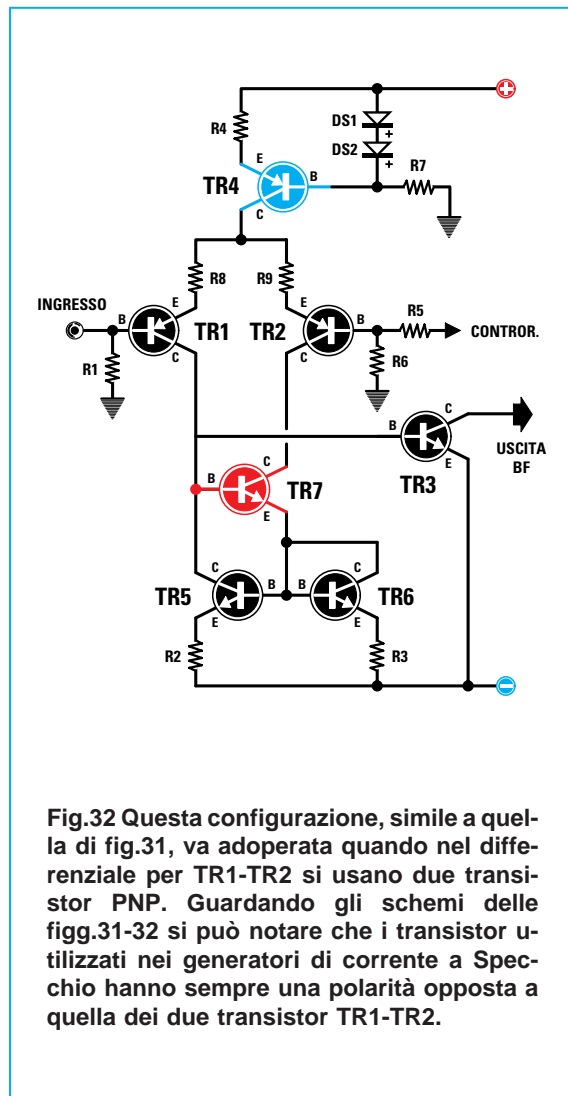 +
DS1
+
R4
DS2
+
R7
E
B
TR4
C
R8
R9
INGRESSO
E
E
B
TR1
TR2
B
R5
CONTROR.
C
C
R1
R6
C
B
USCITA
BF
E
TR3
C
B
TR7
E
C
C
TR5
B
B
TR6
E
E
R2
R3
−
Fig.32 Questa configurazione, simile a quel-
la di fig.31, va adoperata quando nel diffe-
renziale per TR1-TR2 si usano due transi-
stor PNP. Guardando gli schemi delle
figg.31-32 si può notare che i transistor u-
tilizzati nei generatori di corrente a Spec-
chio hanno sempre una polarità opposta a
quella dei due transistor TR1-TR2.